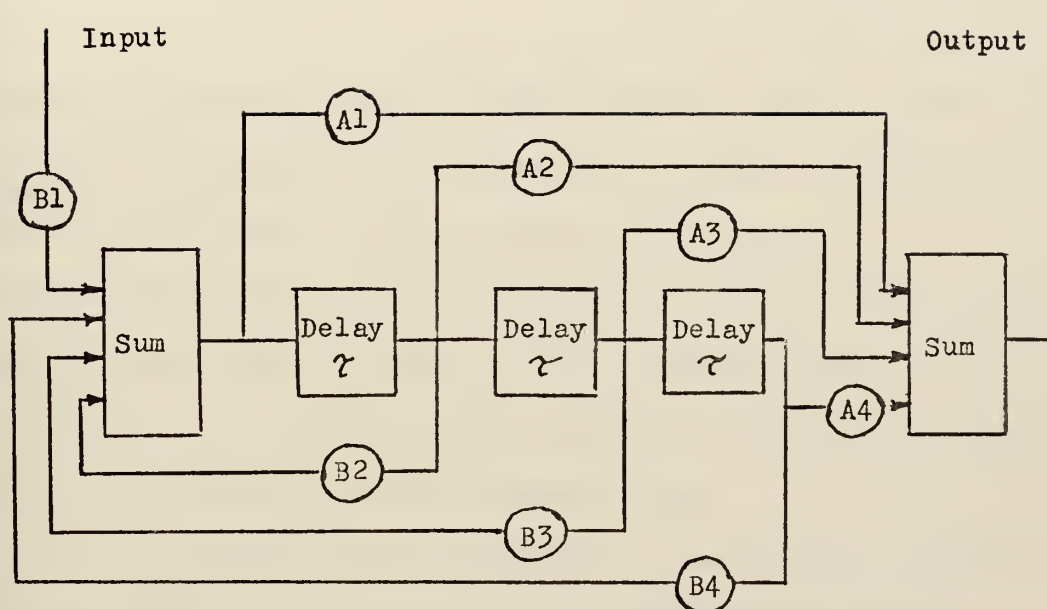 Input
Output
A1
A2
B1
A3
Sum
Delay
τ
Delay
τ
Delay
τ
Sum
A4
B2
B3
B4